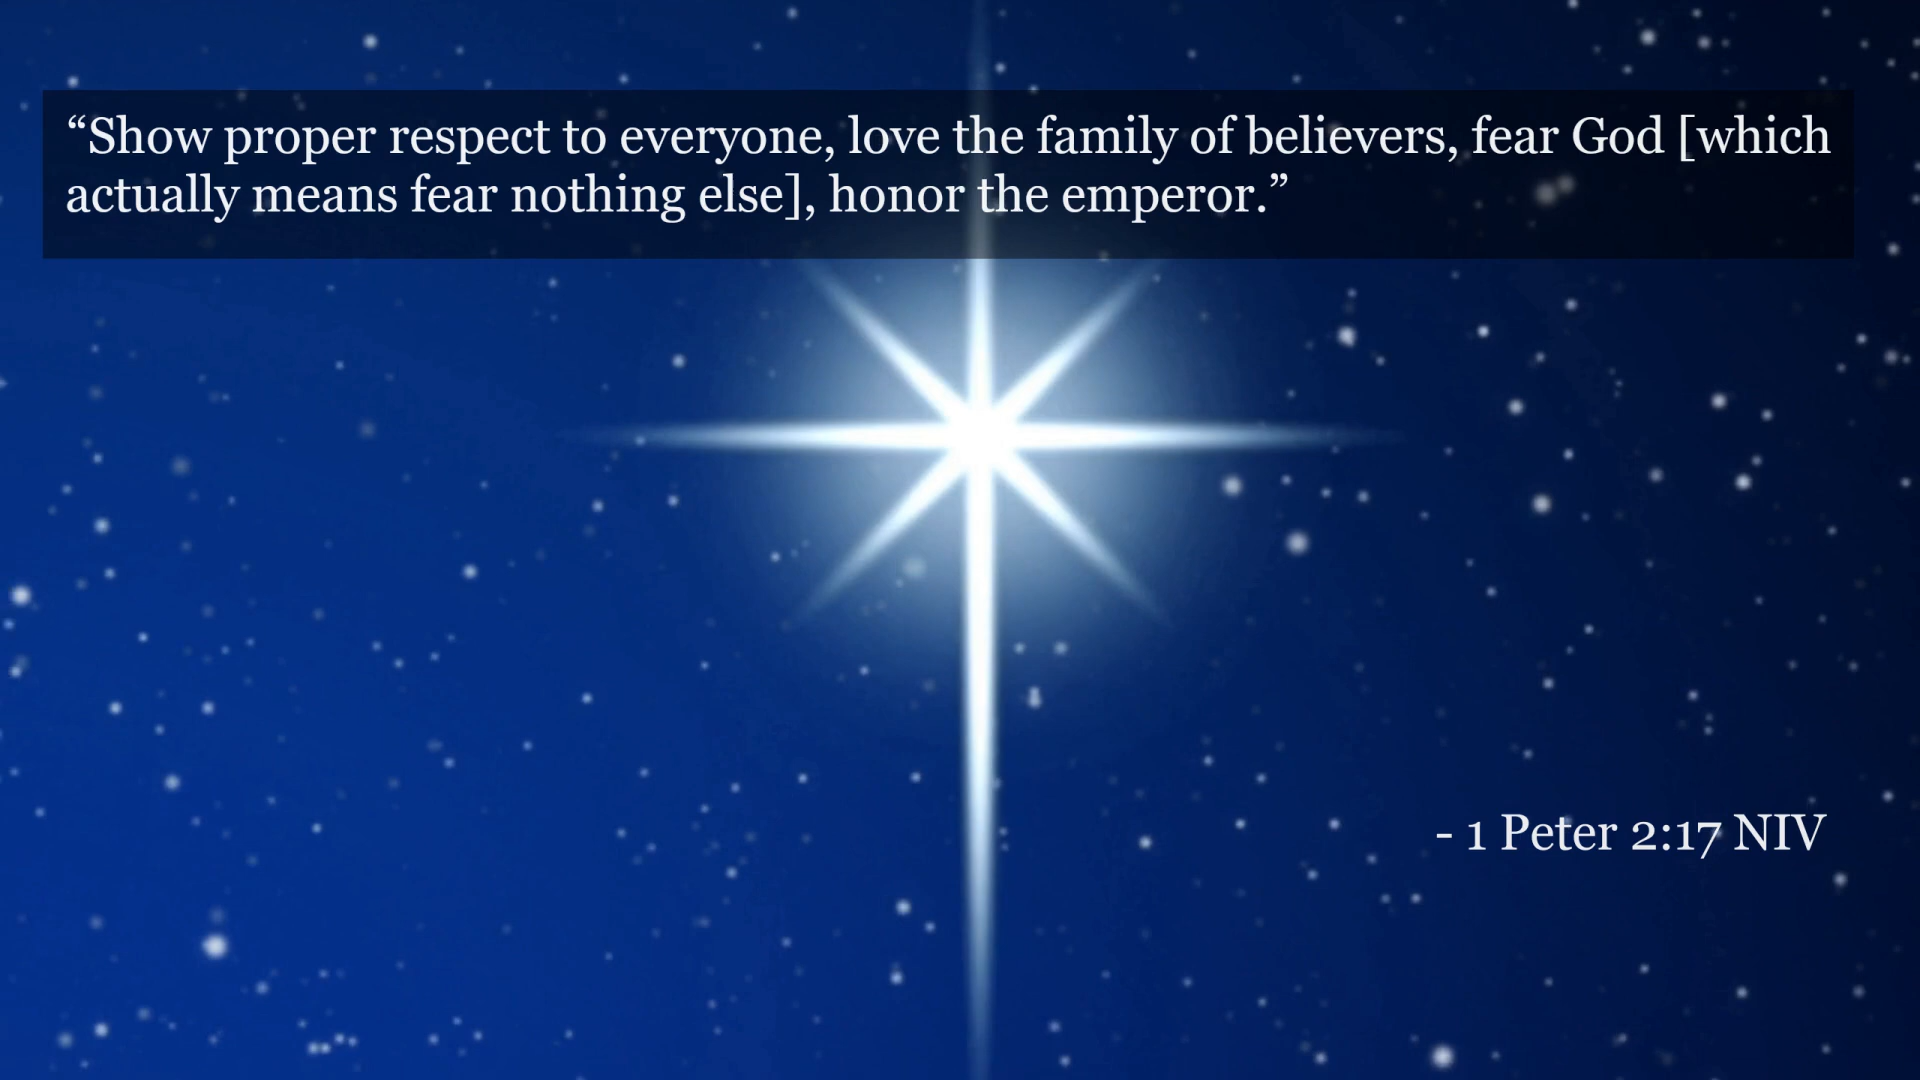 “Show proper respect to everyone, love the family of believers, fear God [which
actually means fear nothing else], honor the emperor.”
- 1 Peter 2:17 NIV